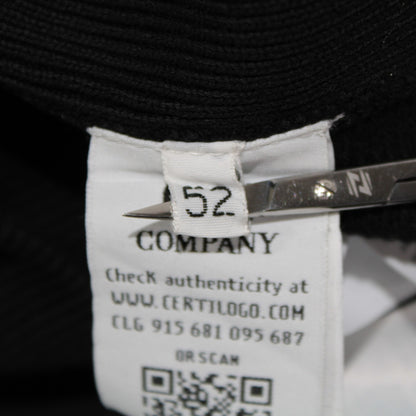 52
COMPANY
Check authenticity at
WWW.CERTILOGO.COM
CLG 915 681 095 687
OR SCAN